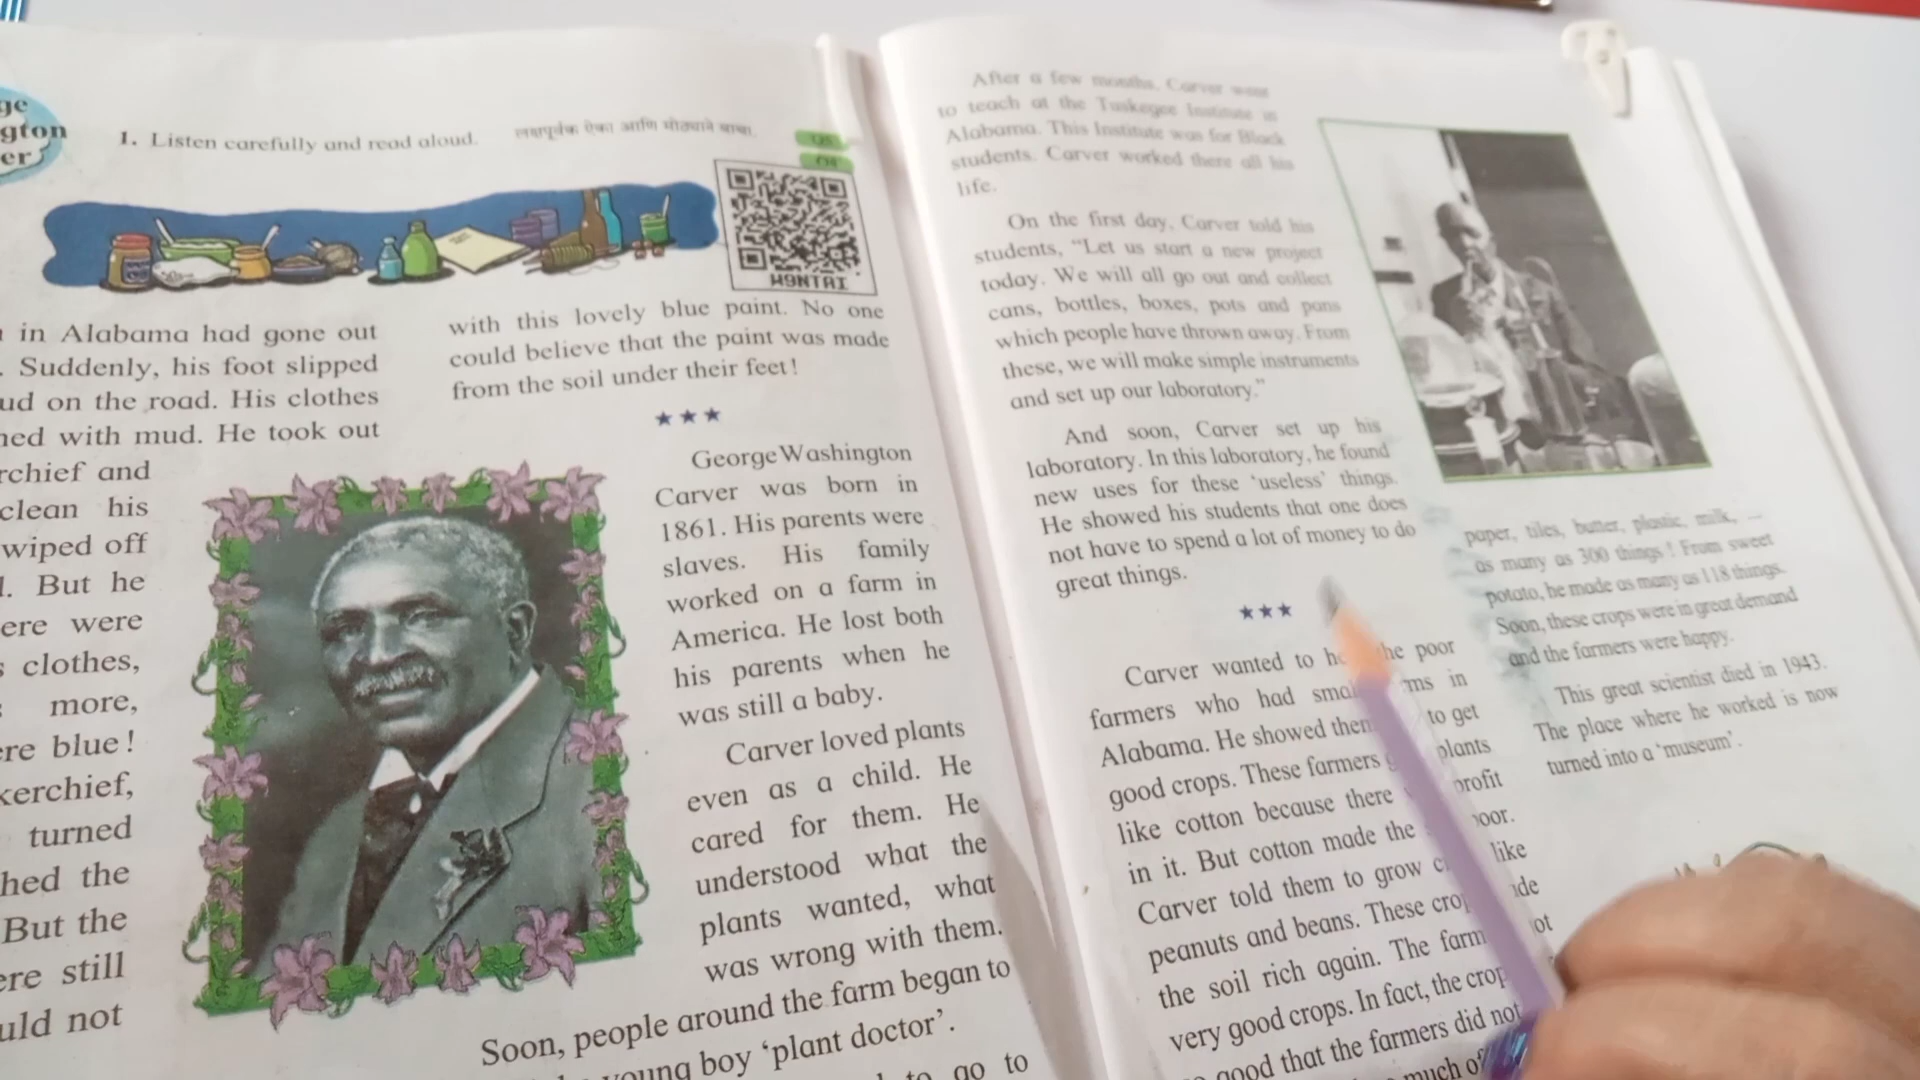 ge
gton
er
1. Listen carefully and read aloud. लक्षपूर्वक ऐका आणि मोठ्याने वाचा.
H9NTAI
in Alabama had gone out
. Suddenly, his foot slipped
ud on the road. His clothes
ned with mud. He took out
rchief and
clean his
wiped off
. But he
ere were
clothes,
more,
ere blue!
kerchief,
turned
hed the
But the
ere still
uld not
with this lovely blue paint. No one
could believe that the paint was made
from the soil under their feet!
★★★
George Washington
Carver was born in
1861. His parents were
slaves. His family
worked on a farm in
America. He lost both
his parents when he
was still a baby.
Carver loved plants
even as a child. He
cared for them. He
understood what the
plants wanted, what
was wrong with them.
Soon, people around the farm began to
young boy ‘plant doctor’.
to go to
After a few months, Carver went
to teach at the Tuskegee Institute in
Alabama. This Institute was for Black
students. Carver worked there all his
life.
On the first day, Carver told his
students, “Let us start a new project
today. We will all go out and collect
cans, bottles, boxes, pots and pans
which people have thrown away. From
these, we will make simple instruments
and set up our laboratory.”
And soon, Carver set up his
laboratory. In this laboratory, he found
new uses for these ‘useless’ things.
He showed his students that one does
not have to spend a lot of money to do
great things.
★★★
Carver wanted to he the poor
farmers who had smal ms in
Alabama. He showed then to get
good crops. These farmers g plants
like cotton because there profit
in it. But cotton made the oor.
Carver told them to grow c like
peanuts and beans. These crop de
the soil rich again. The farm ot
very good crops. In fact, the crop
good that the farmers did not
much of
paper, tiles, butter, plastic, milk, ...
as many as 300 things! From sweet
potato, he made as many as 118 things.
Soon, these crops were in great demand
and the farmers were happy.
This great scientist died in 1943.
The place where he worked is now
turned into a ‘museum’.